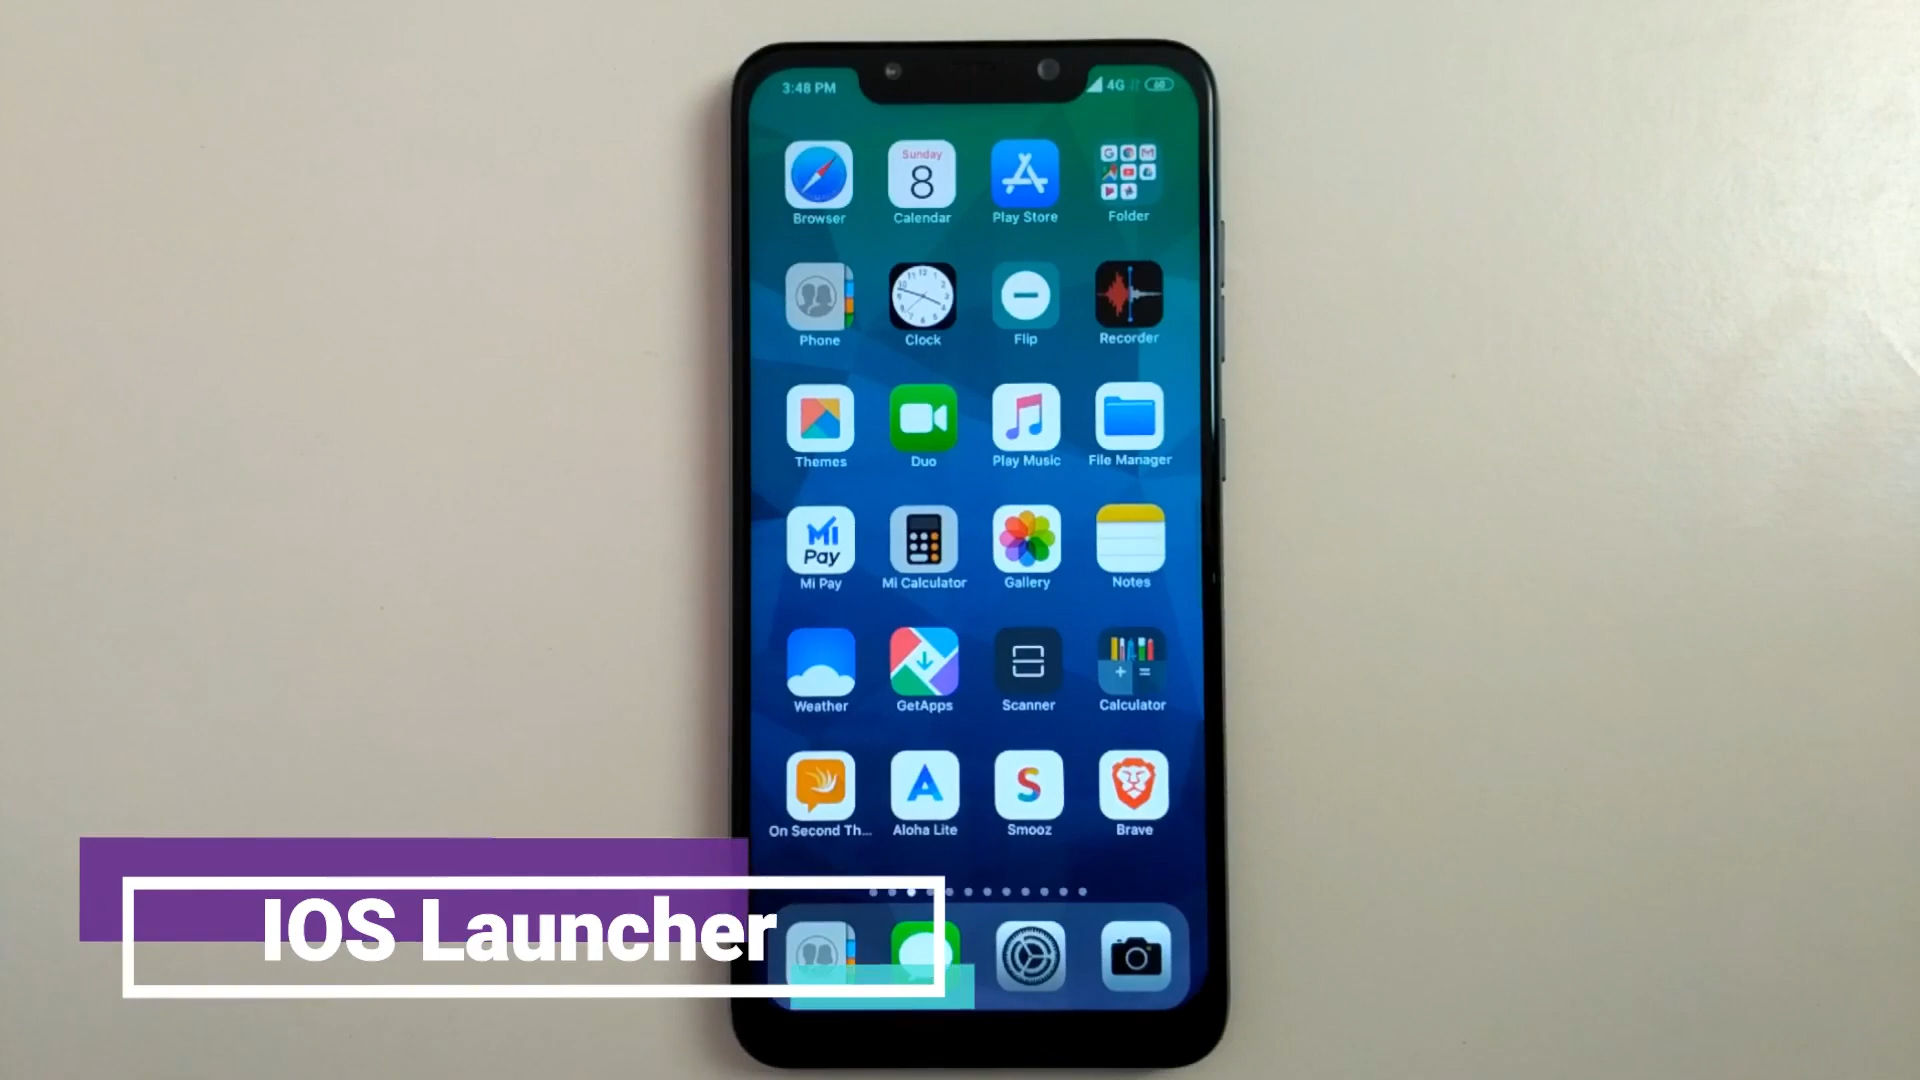 3:48 PM
4G
60
Sunday
8
Browser
Calendar
Play Store
Folder
Phone
Clock
Flip
Recorder
Themes
Duo
Play Music
File Manager
MI
Pay
Mi Pay
Mi Calculator
Gallery
Notes
Weather
GetApps
Scanner
Calculator
On Second Th...
A
Aloha Lite
S
Smooz
Brave
IOS Launcher